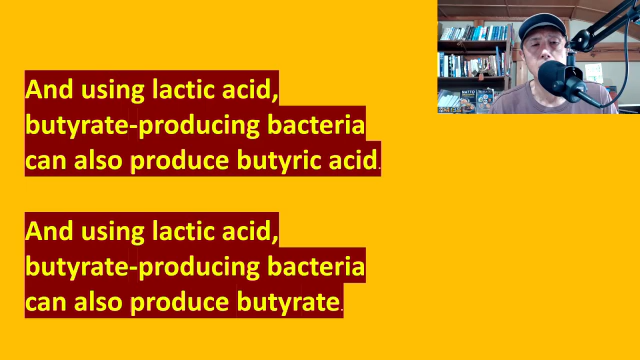 And using lactic acid,
butyrate-producing bacteria
can also produce butyric acid.
And using lactic acid,
butyrate-producing bacteria
can also produce butyrate.
NATTO